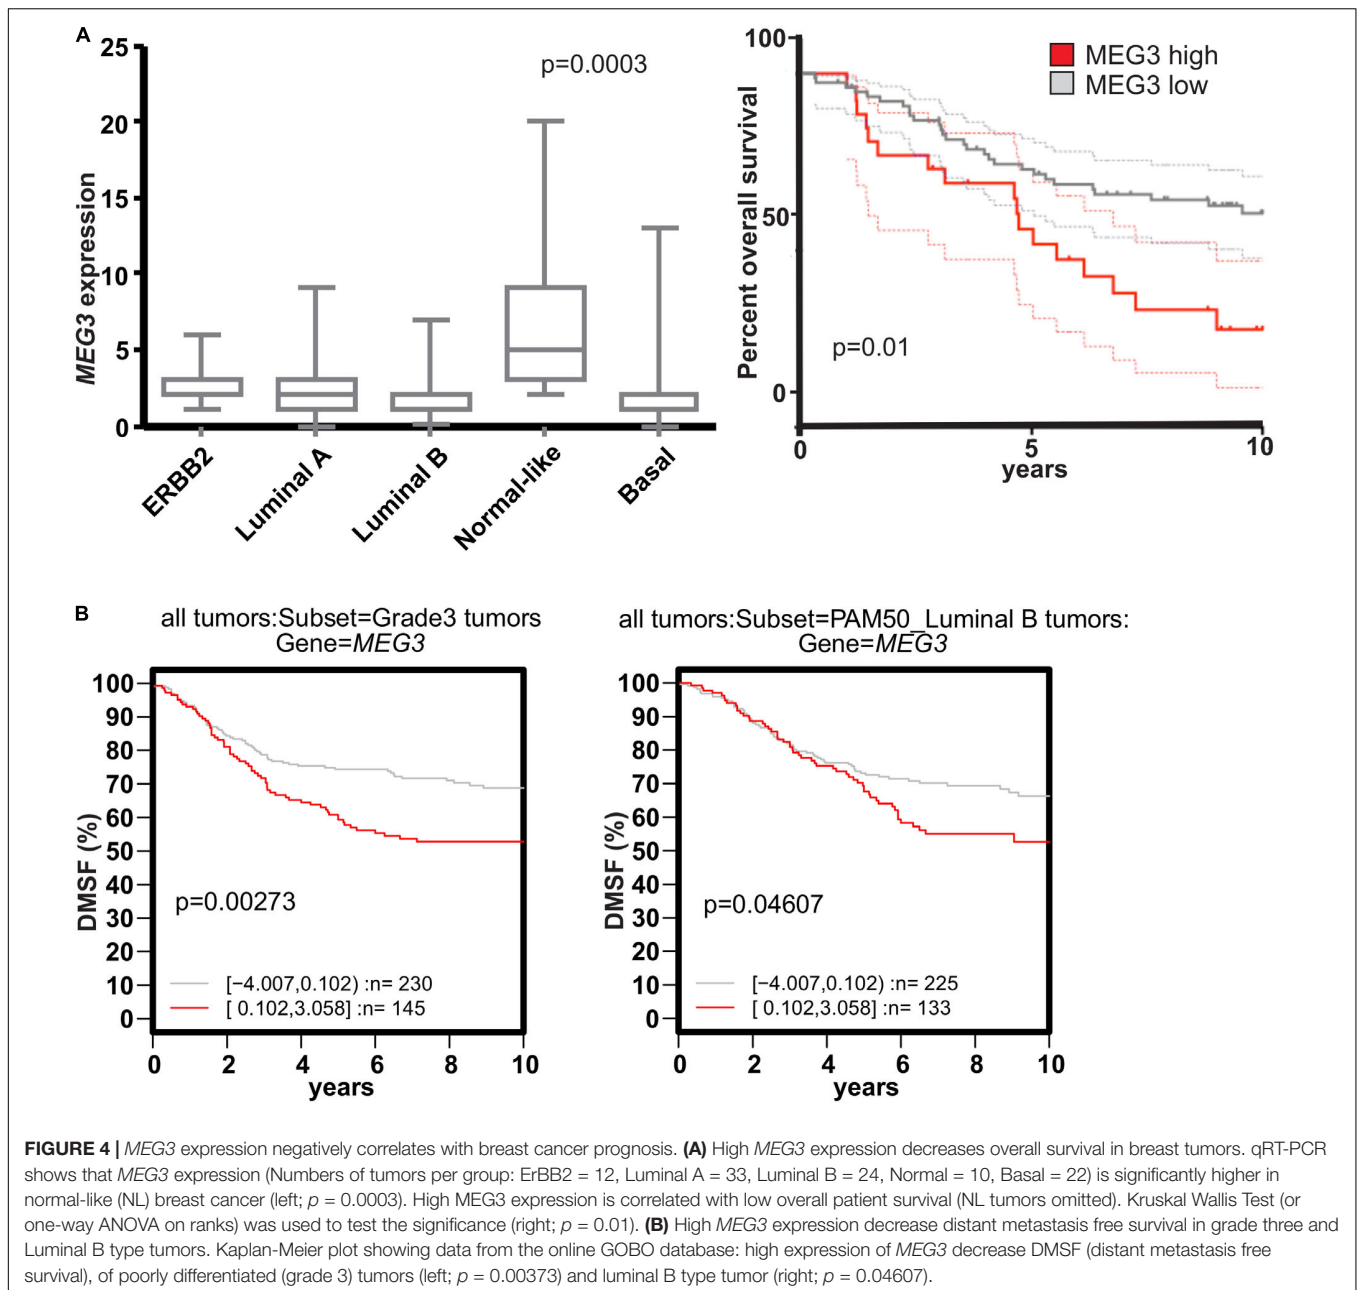 A
p=0.0003
MEG3 expression
25
20
15
10
5
0
ERBB2
Luminal A
Luminal B
Normal-like
Basal
MEG3 high
MEG3 low
Percent overall survival
100
50
0
p=0.01
0
5
10
years
B
all tumors:Subset=Grade3 tumors
Gene=MEG3
DMSF (%)
100
90
80
70
60
50
40
30
20
10
0
p=0.00273
[−4.007,0.102) :n= 230
[ 0.102,3.058] :n= 145
0 2 4 6 8 10
years
all tumors:Subset=PAM50_Luminal B tumors:
Gene=MEG3
DMSF (%)
100
90
80
70
60
50
40
30
20
10
0
p=0.04607
[−4.007,0.102) :n= 225
[ 0.102,3.058] :n= 133
0 2 4 6 8 10
years
FIGURE 4 | MEG3 expression negatively correlates with breast cancer prognosis. (A) High MEG3 expression decreases overall survival in breast tumors. qRT-PCR
shows that MEG3 expression (Numbers of tumors per group: ErBB2 = 12, Luminal A = 33, Luminal B = 24, Normal = 10, Basal = 22) is significantly higher in
normal-like (NL) breast cancer (left; p = 0.0003). High MEG3 expression is correlated with low overall patient survival (NL tumors omitted). Kruskal Wallis Test (or
one-way ANOVA on ranks) was used to test the significance (right; p = 0.01). (B) High MEG3 expression decrease distant metastasis free survival in grade three and
Luminal B type tumors. Kaplan-Meier plot showing data from the online GOBO database: high expression of MEG3 decrease DMSF (distant metastasis free
survival), of poorly differentiated (grade 3) tumors (left; p = 0.00373) and luminal B type tumor (right; p = 0.04607).